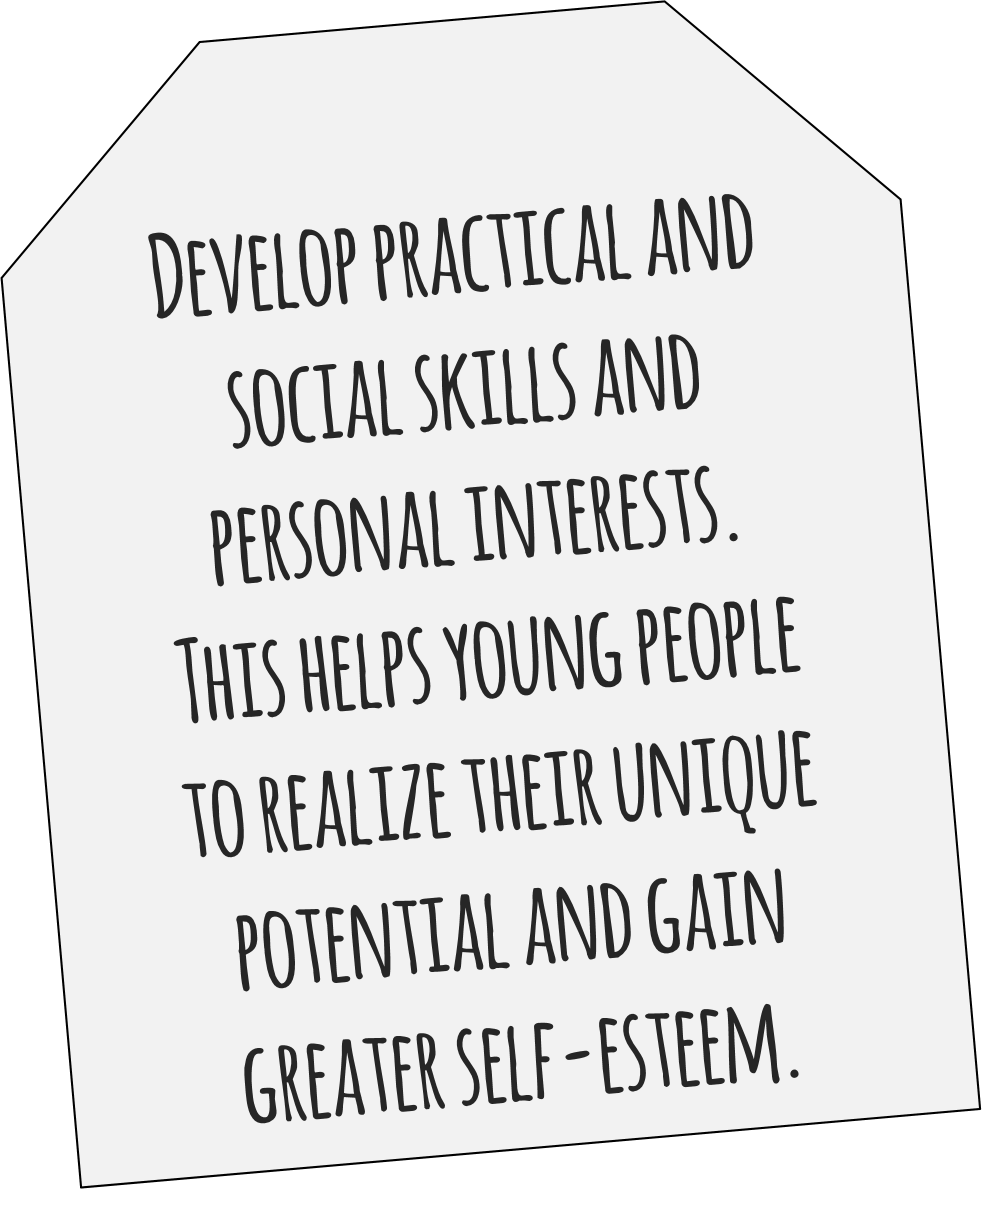 Develop practical and
social skills and
personal interests.
This helps young people
to realize their unique
potential and gain
greater self-esteem.